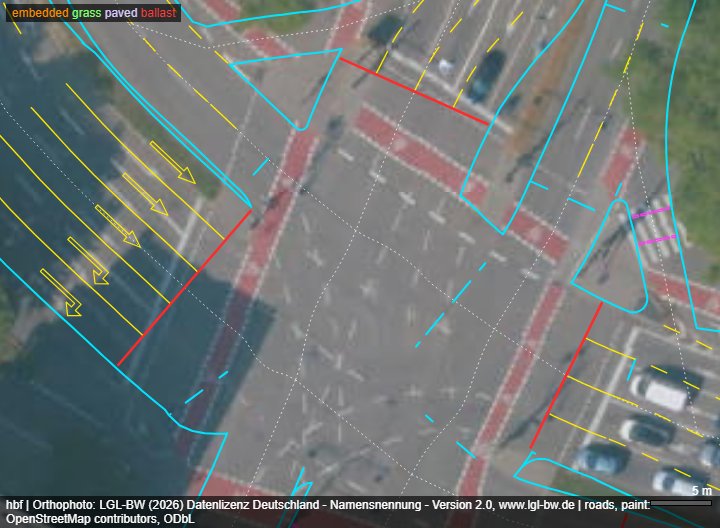 embedded grass paved ballast
5 m
hbf | Orthophoto: LGL-BW (2026) Datenlizenz Deutschland - Namensnennung - Version 2.0, www.lgl-bw.de | roads, paint:
OpenStreetMap contributors, ODbL